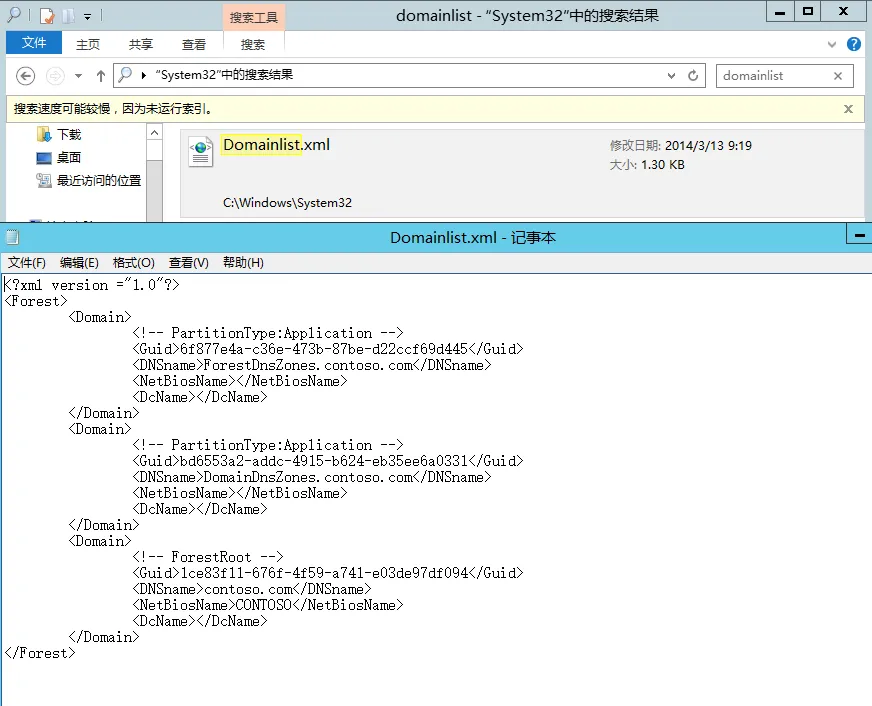 搜索工具
domainlist - “System32”中的搜索结果
文件 主页 共享 查看 搜索
“System32”中的搜索结果
domainlist
搜索速度可能较慢，因为未运行索引。
下载
桌面
最近访问的位置
Domainlist.xml
修改日期: 2014/3/13 9:19
大小: 1.30 KB
C:\Windows\System32
Domainlist.xml - 记事本
文件(F) 编辑(E) 格式(O) 查看(V) 帮助(H)
<?xml version ="1.0"?>
<Forest>
<Domain>
<!-- PartitionType:Application -->
<Guid>6f877e4a-c36e-473b-87be-d22ccf69d445</Guid>
<DNSname>ForestDnsZones.contoso.com</DNSname>
<NetBiosName></NetBiosName>
<DcName></DcName>
</Domain>
<Domain>
<!-- PartitionType:Application -->
<Guid>bd6553a2-addc-4915-b624-eb35ee6a0331</Guid>
<DNSname>DomainDnsZones.contoso.com</DNSname>
<NetBiosName></NetBiosName>
<DcName></DcName>
</Domain>
<Domain>
<!-- ForestRoot -->
<Guid>1ce83f11-676f-4f59-a741-e03de97df094</Guid>
<DNSname>contoso.com</DNSname>
<NetBiosName>CONTOSO</NetBiosName>
<DcName></DcName>
</Domain>
</Forest>